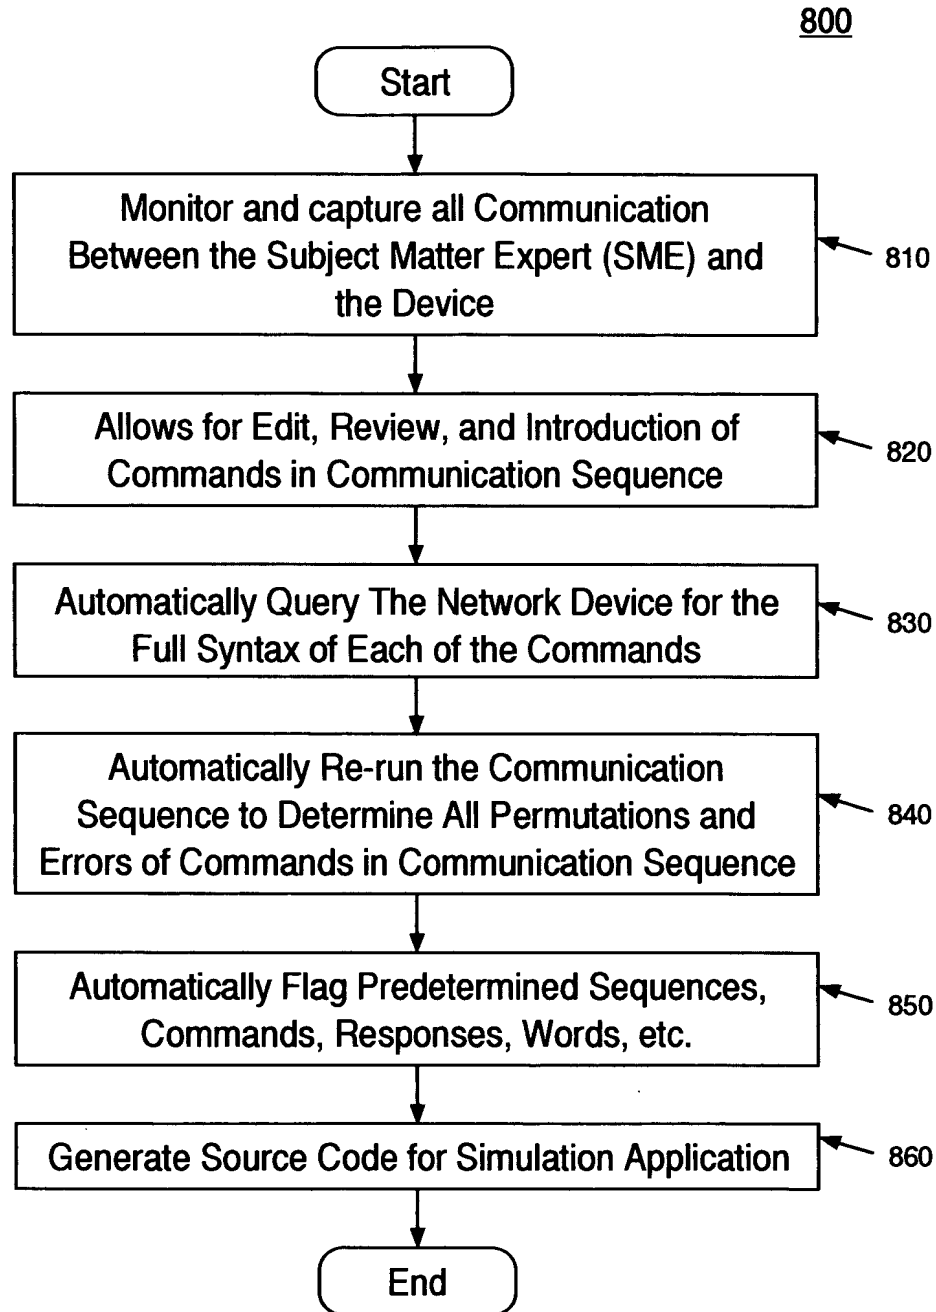 800
Start
Monitor and capture all Communication
Between the Subject Matter Expert (SME) and
the Device
810
Allows for Edit, Review, and Introduction of
Commands in Communication Sequence
820
Automatically Query The Network Device for the
Full Syntax of Each of the Commands
830
Automatically Re-run the Communication
Sequence to Determine All Permutations and
Errors of Commands in Communication Sequence
840
Automatically Flag Predetermined Sequences,
Commands, Responses, Words, etc.
850
Generate Source Code for Simulation Application
860
End